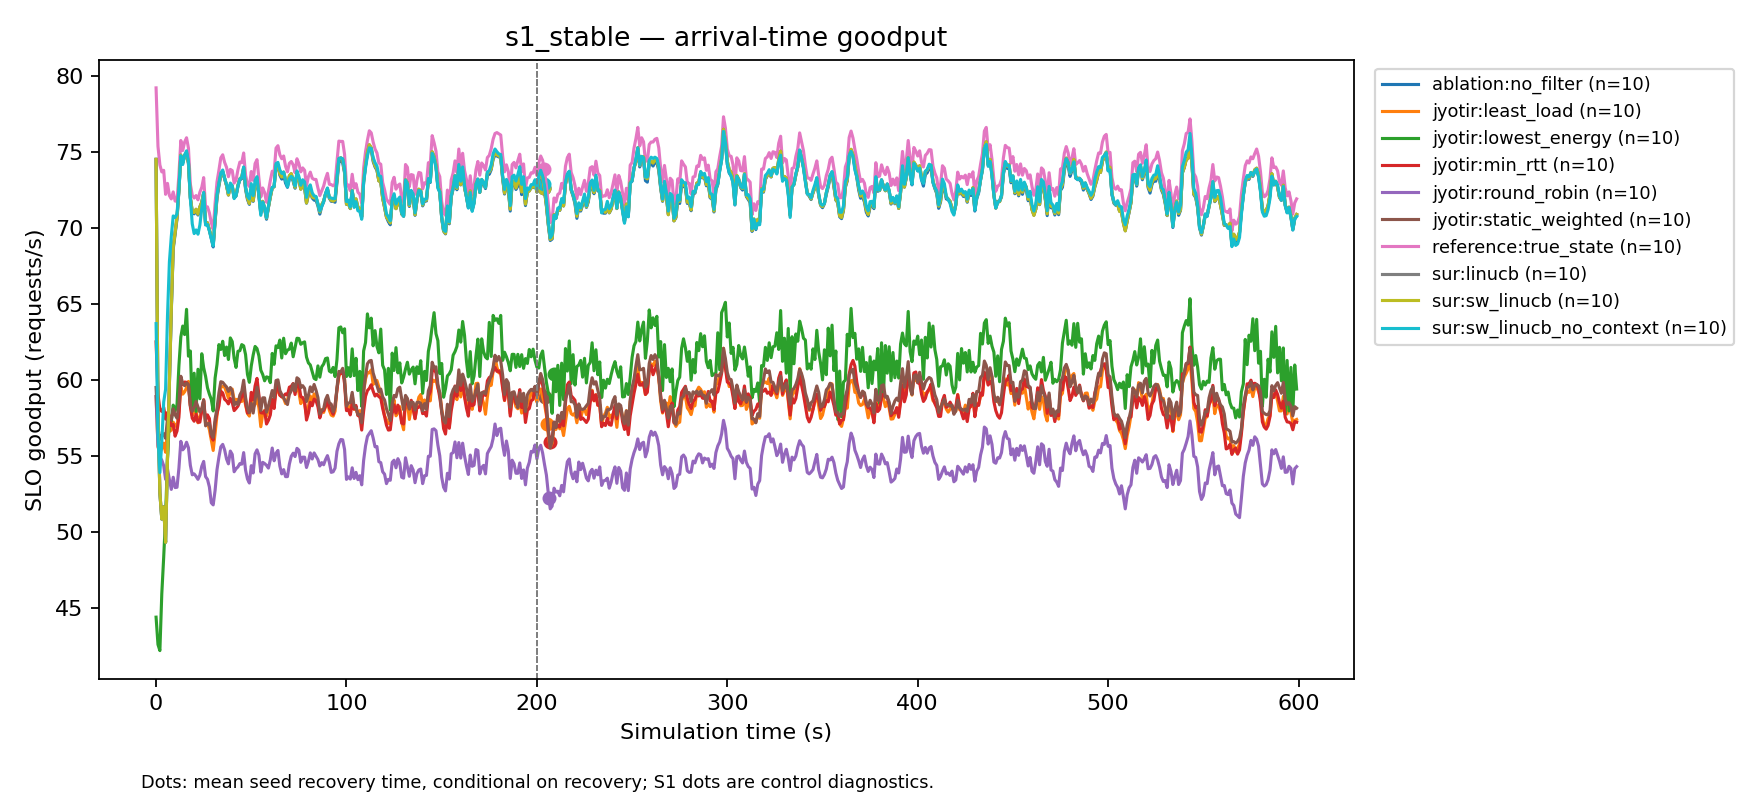 s1_stable — arrival-time goodput
SLO goodput (requests/s)
80
75
70
65
60
55
50
45
0
100
200
300
400
500
600
Simulation time (s)
ablation:no_filter (n=10)
jyotir:least_load (n=10)
jyotir:lowest_energy (n=10)
jyotir:min_rtt (n=10)
jyotir:round_robin (n=10)
jyotir:static_weighted (n=10)
reference:true_state (n=10)
sur:linucb (n=10)
sur:sw_linucb (n=10)
sur:sw_linucb_no_context (n=10)
Dots: mean seed recovery time, conditional on recovery; S1 dots are control diagnostics.